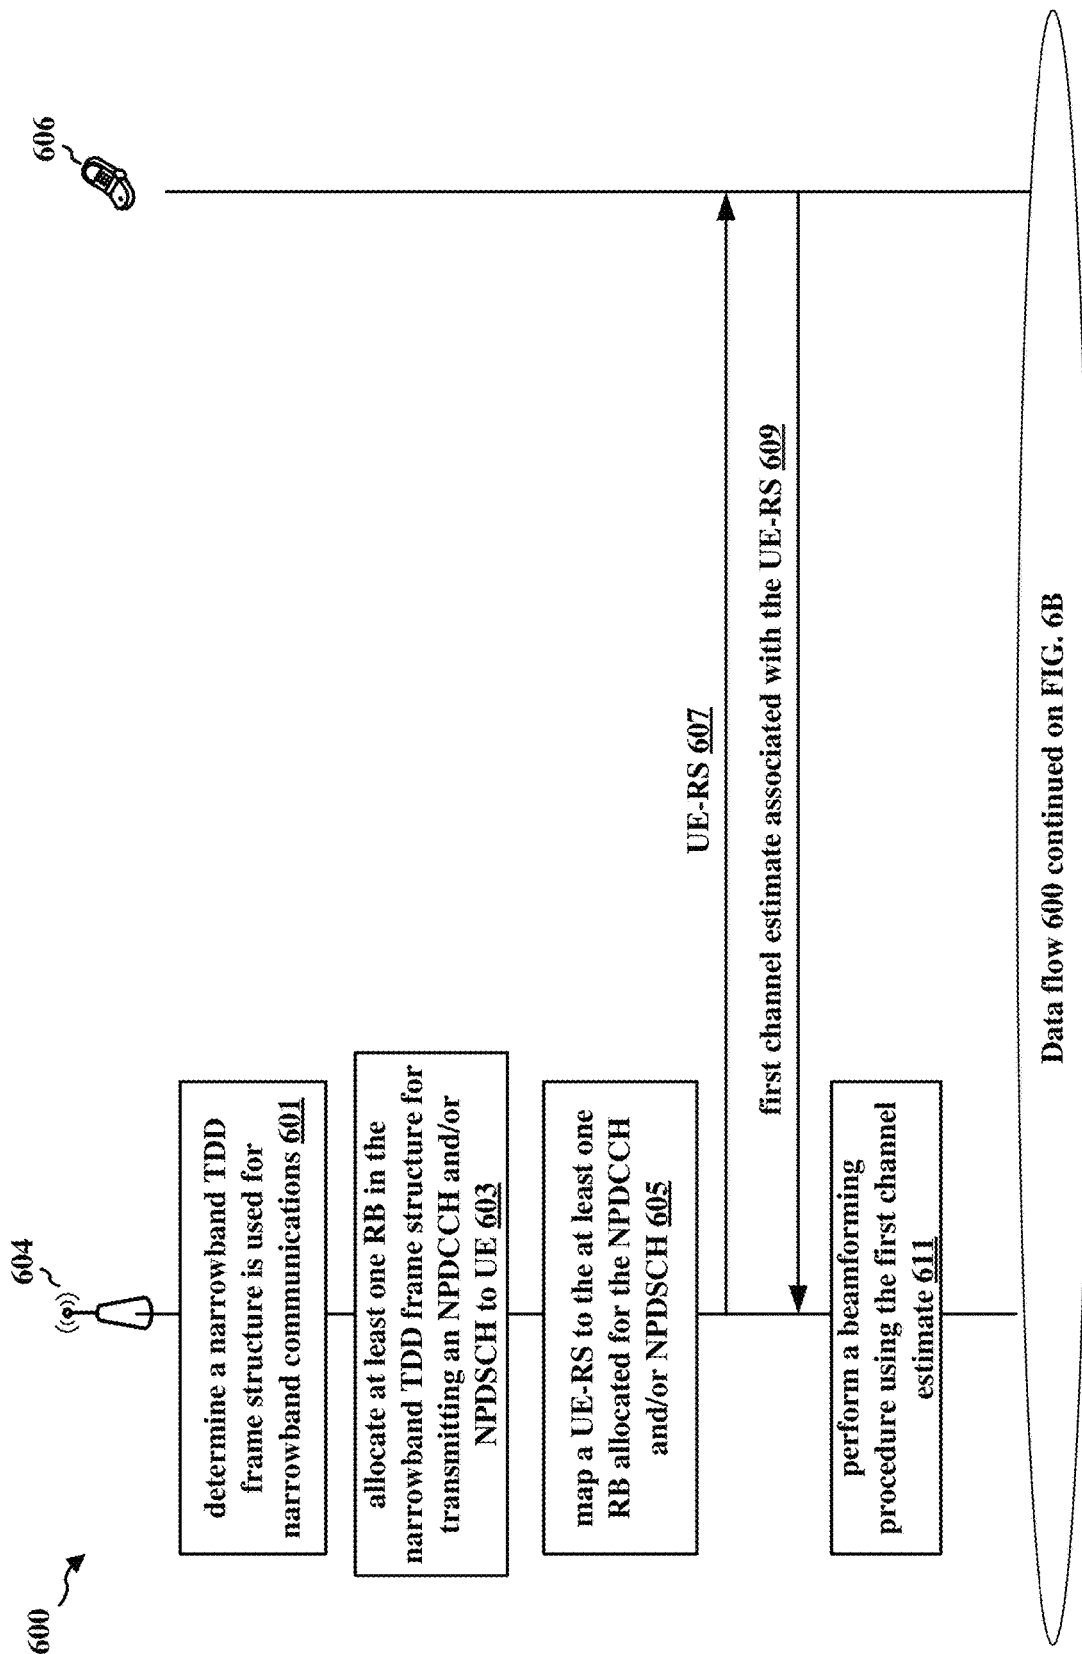 600
604
606
determine a narrowband TDD
frame structure is used for
narrowband communications 601
allocate at least one RB in the
narrowband TDD frame structure for
transmitting an NPDCCH and/or
NPDSCH to UE 603
map a UE-RS to the at least one
RB allocated for the NPDCCH
and/or NPDSCH 605
UE-RS 607
first channel estimate associated with the UE-RS 609
perform a beamforming
procedure using the first channel
estimate 611
Data flow 600 continued on FIG. 6B